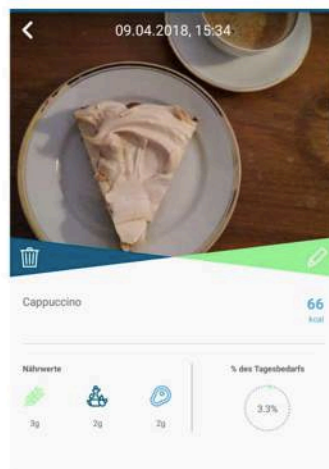 09.04.2018, 15:34
Cappuccino
66
kcal
Nährwerte
% des Tagesbedarfs
3g
2g
2g
3.3%